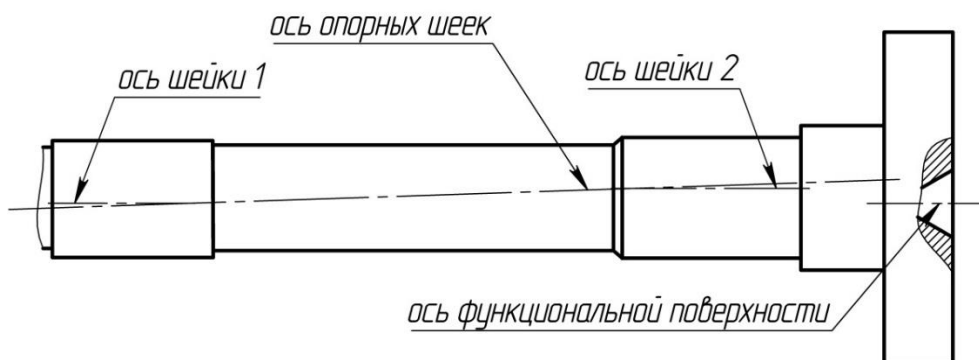 ось опорных шеек
ось шейки 1
ось шейки 2
ось функциональной поверхности